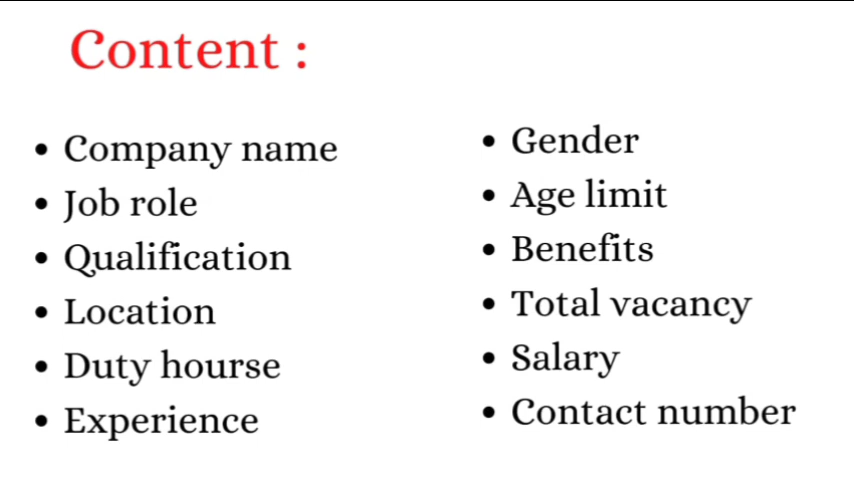 Content :
• Company name
• Job role
• Qualification
• Location
• Duty hourse
• Experience
• Gender
• Age limit
• Benefits
• Total vacancy
• Salary
• Contact number